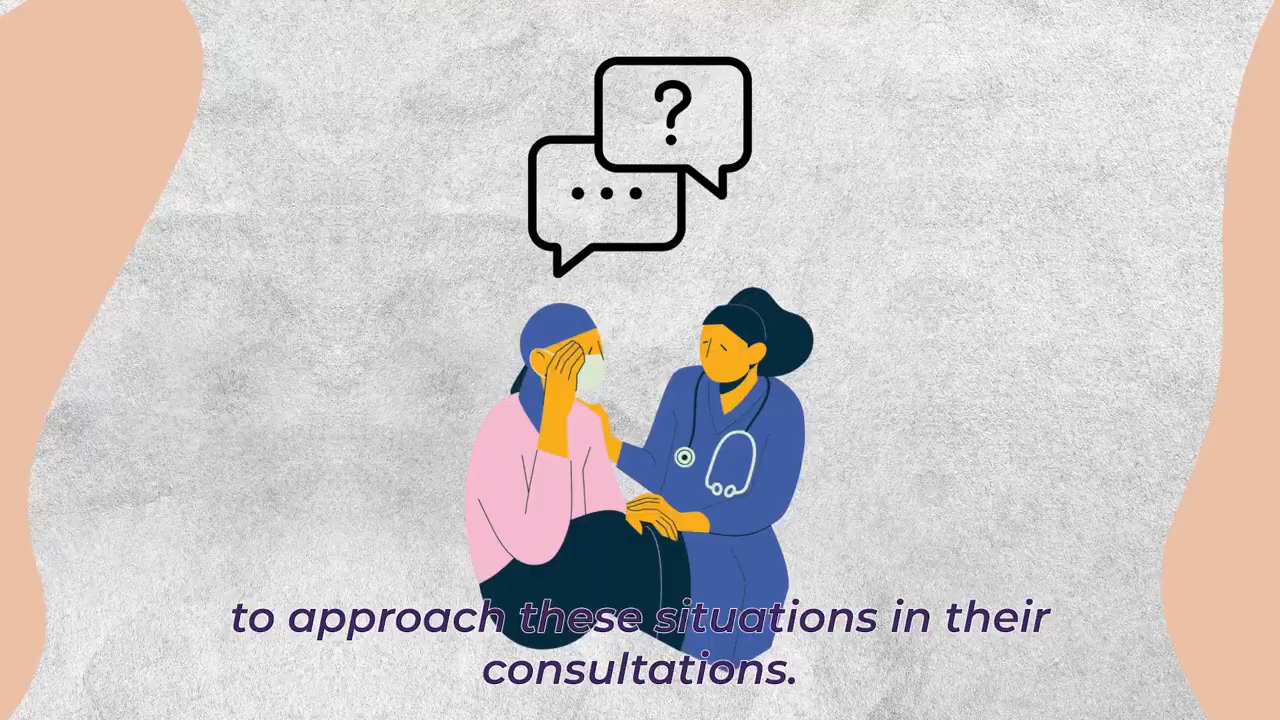 ?
to approach these situations in their
consultations.